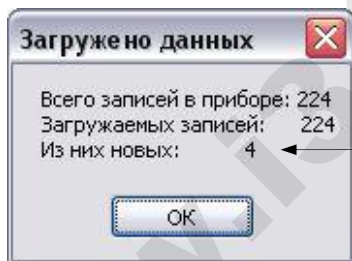 Загружено данных
Всего записей в приборе: 224
Загружаемых записей: 224
Из них новых: 4
OK